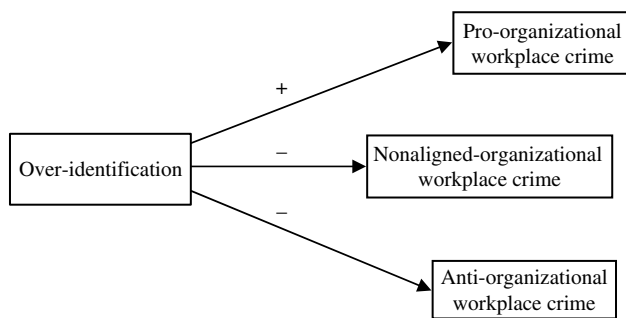 Pro-organizational
workplace crime
+
Over-identification
–
Nonaligned-organizational
workplace crime
–
Anti-organizational
workplace crime